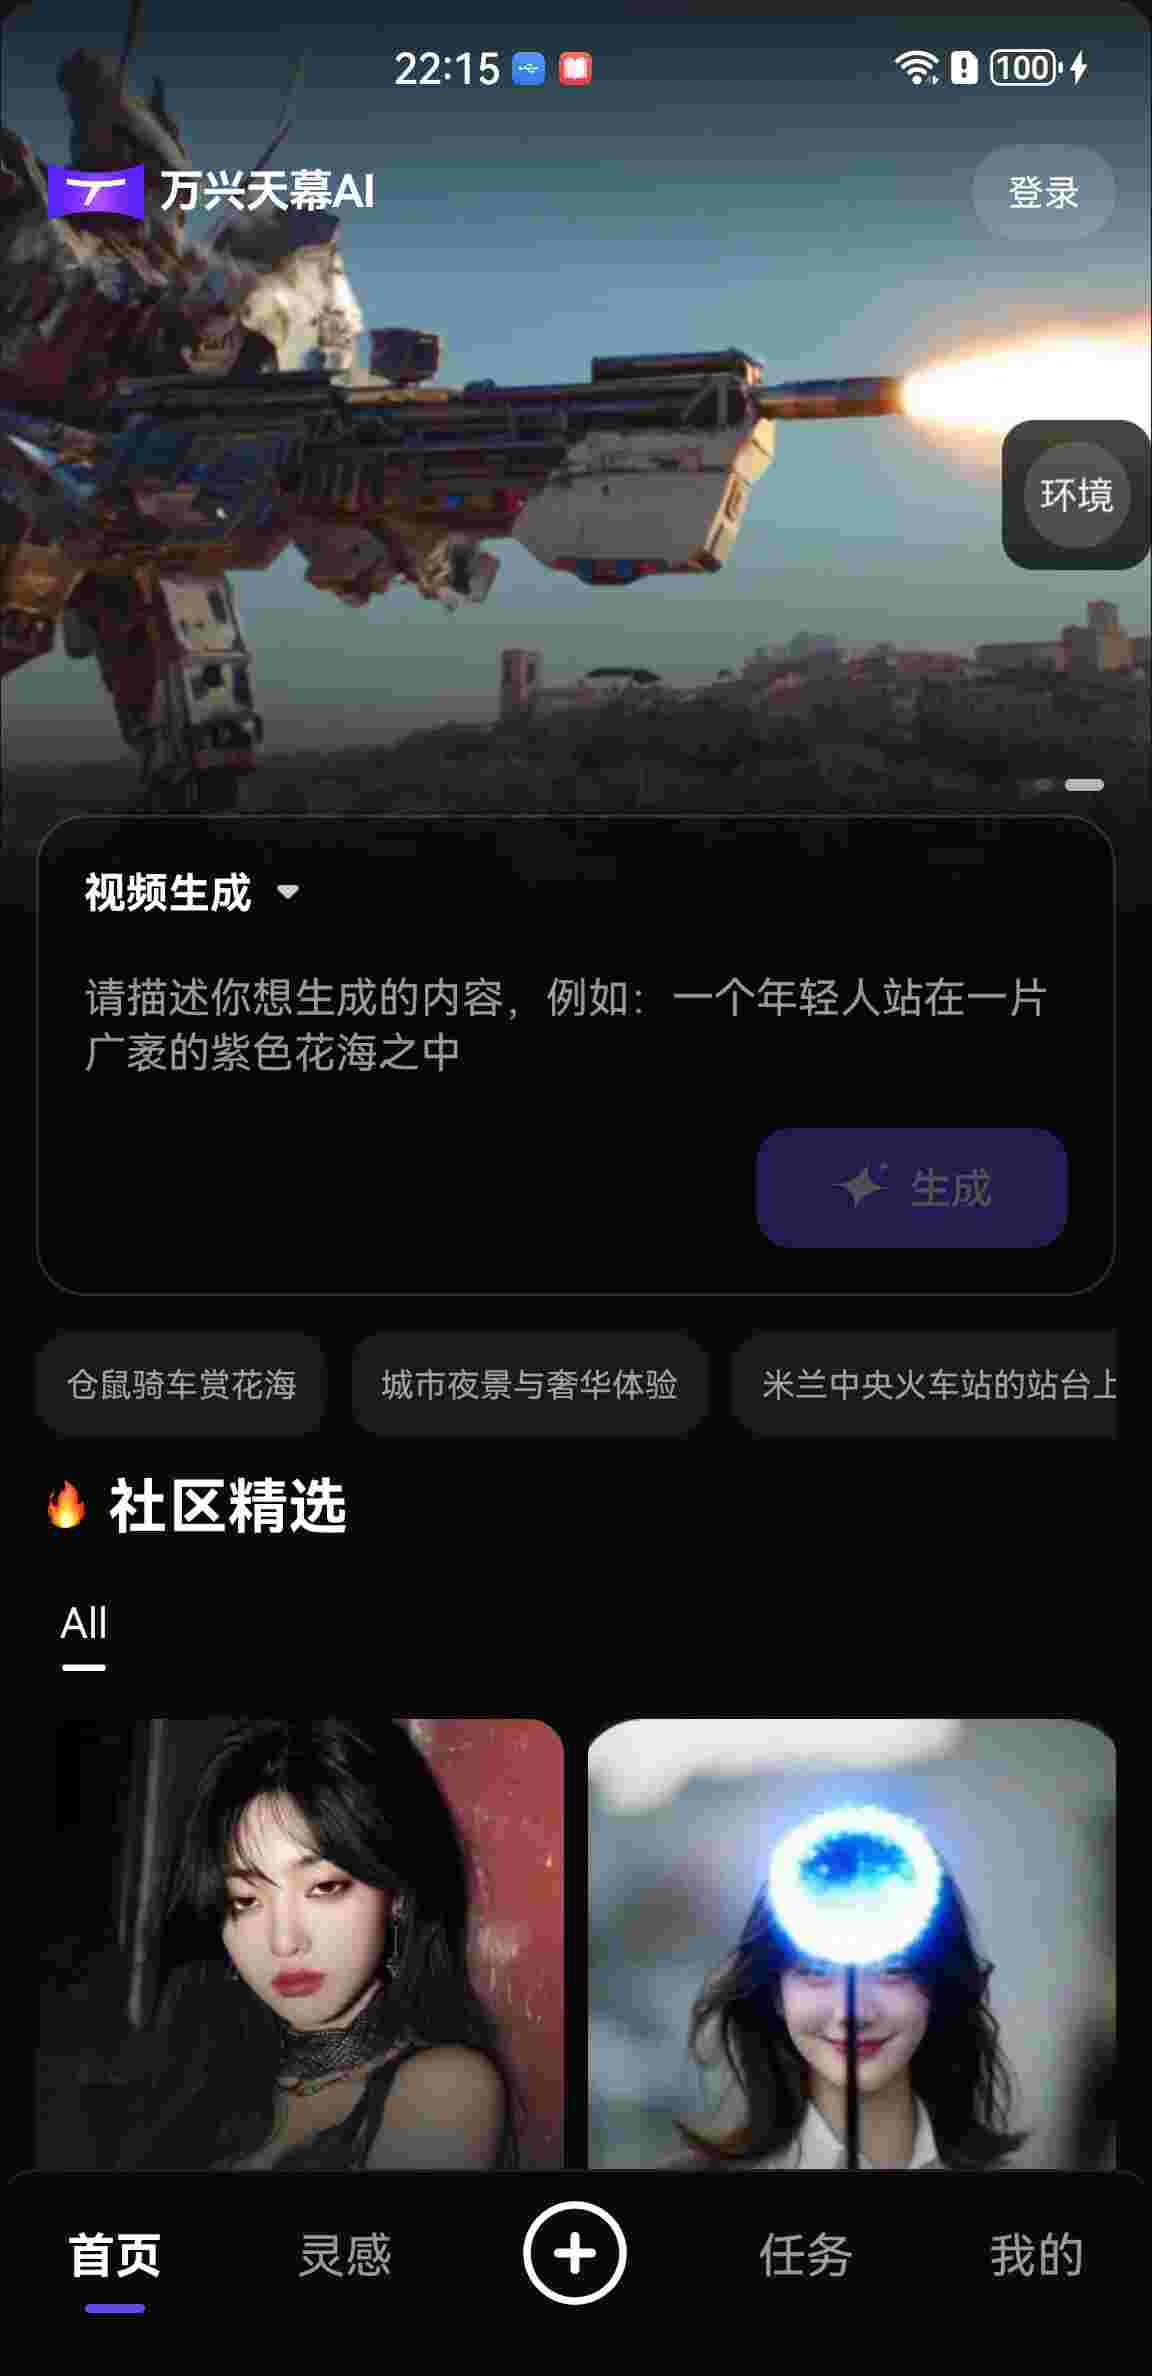 22:15
100
万兴天幕AI
登录
环境
视频生成
请描述你想生成的内容，例如：一个年轻人站在一片
广袤的紫色花海之中
生成
仓鼠骑车赏花海
城市夜景与奢华体验
米兰中央火车站的站台上
🔥 社区精选
All
首页
灵感
任务
我的